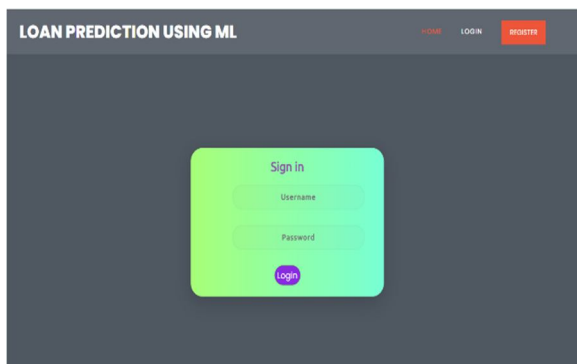 LOAN PREDICTION USING ML
HOME LOGIN REGISTER
Sign in
Username
Password
Login